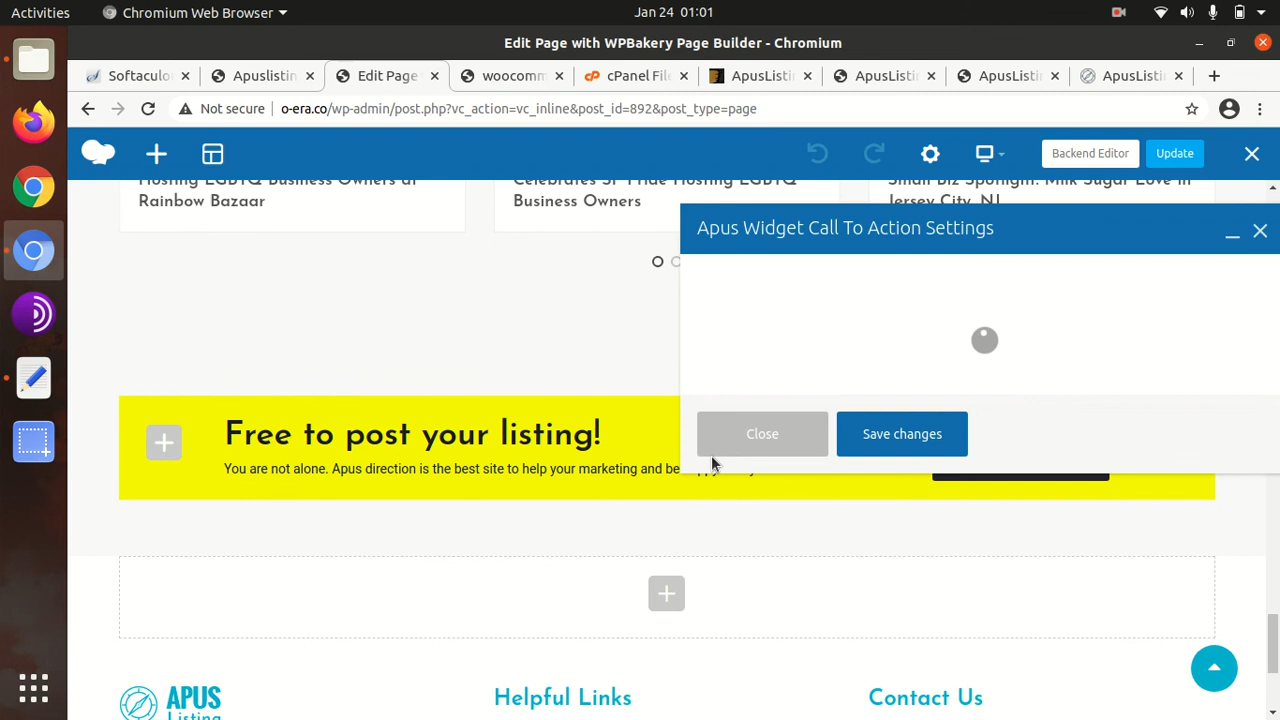 Activities
Chromium Web Browser
Jan 24 01:01
Edit Page with WPBakery Page Builder - Chromium
Softaculo
Apuslistin
Edit Page
woocomm
cPanel File
ApusListin
ApusListin
ApusListin
ApusListin
Not secure
o-era.co/wp-admin/post.php?vc_action=vc_inline&post_id=892&post_type=page
Backend Editor
Update
Hosting LGBTQ Business Owners at
Rainbow Bazaar
Celebrates SF Pride Hosting LGBTQ
Business Owners
Small Biz Spotlight: Milk Sugar Love in
Jersey City, NJ
Apus Widget Call To Action Settings
Close
Save changes
Free to post your listing!
You are not alone. Apus direction is the best site to help your marketing and be
APUS
Listing
Helpful Links
Contact Us